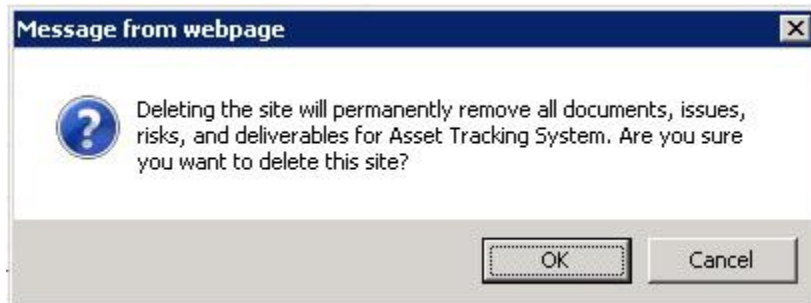 Message from webpage
Deleting the site will permanently remove all documents, issues,
risks, and deliverables for Asset Tracking System. Are you sure
you want to delete this site?
OK Cancel